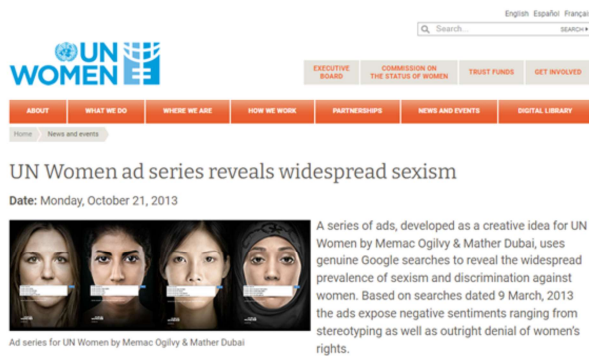 English Español Françai
Search...
SEARCH
UN
WOMEN
EXECUTIVE
BOARD
COMMISSION ON
THE STATUS OF WOMEN
TRUST FUNDS
GET INVOLVED
ABOUT
WHAT WE DO
WHERE WE ARE
HOW WE WORK
PARTNERSHIPS
NEWS AND EVENTS
DIGITAL LIBRARY
Home
News and events
UN Women ad series reveals widespread sexism
Date: Monday, October 21, 2013
A series of ads, developed as a creative idea for UN
Women by Memac Ogilvy & Mather Dubai, uses
genuine Google searches to reveal the widespread
prevalence of sexism and discrimination against
women. Based on searches dated 9 March, 2013
the ads expose negative sentiments ranging from
stereotyping as well as outright denial of women's
rights.
Ad series for UN Women by Memac Ogilvy & Mather Dubai